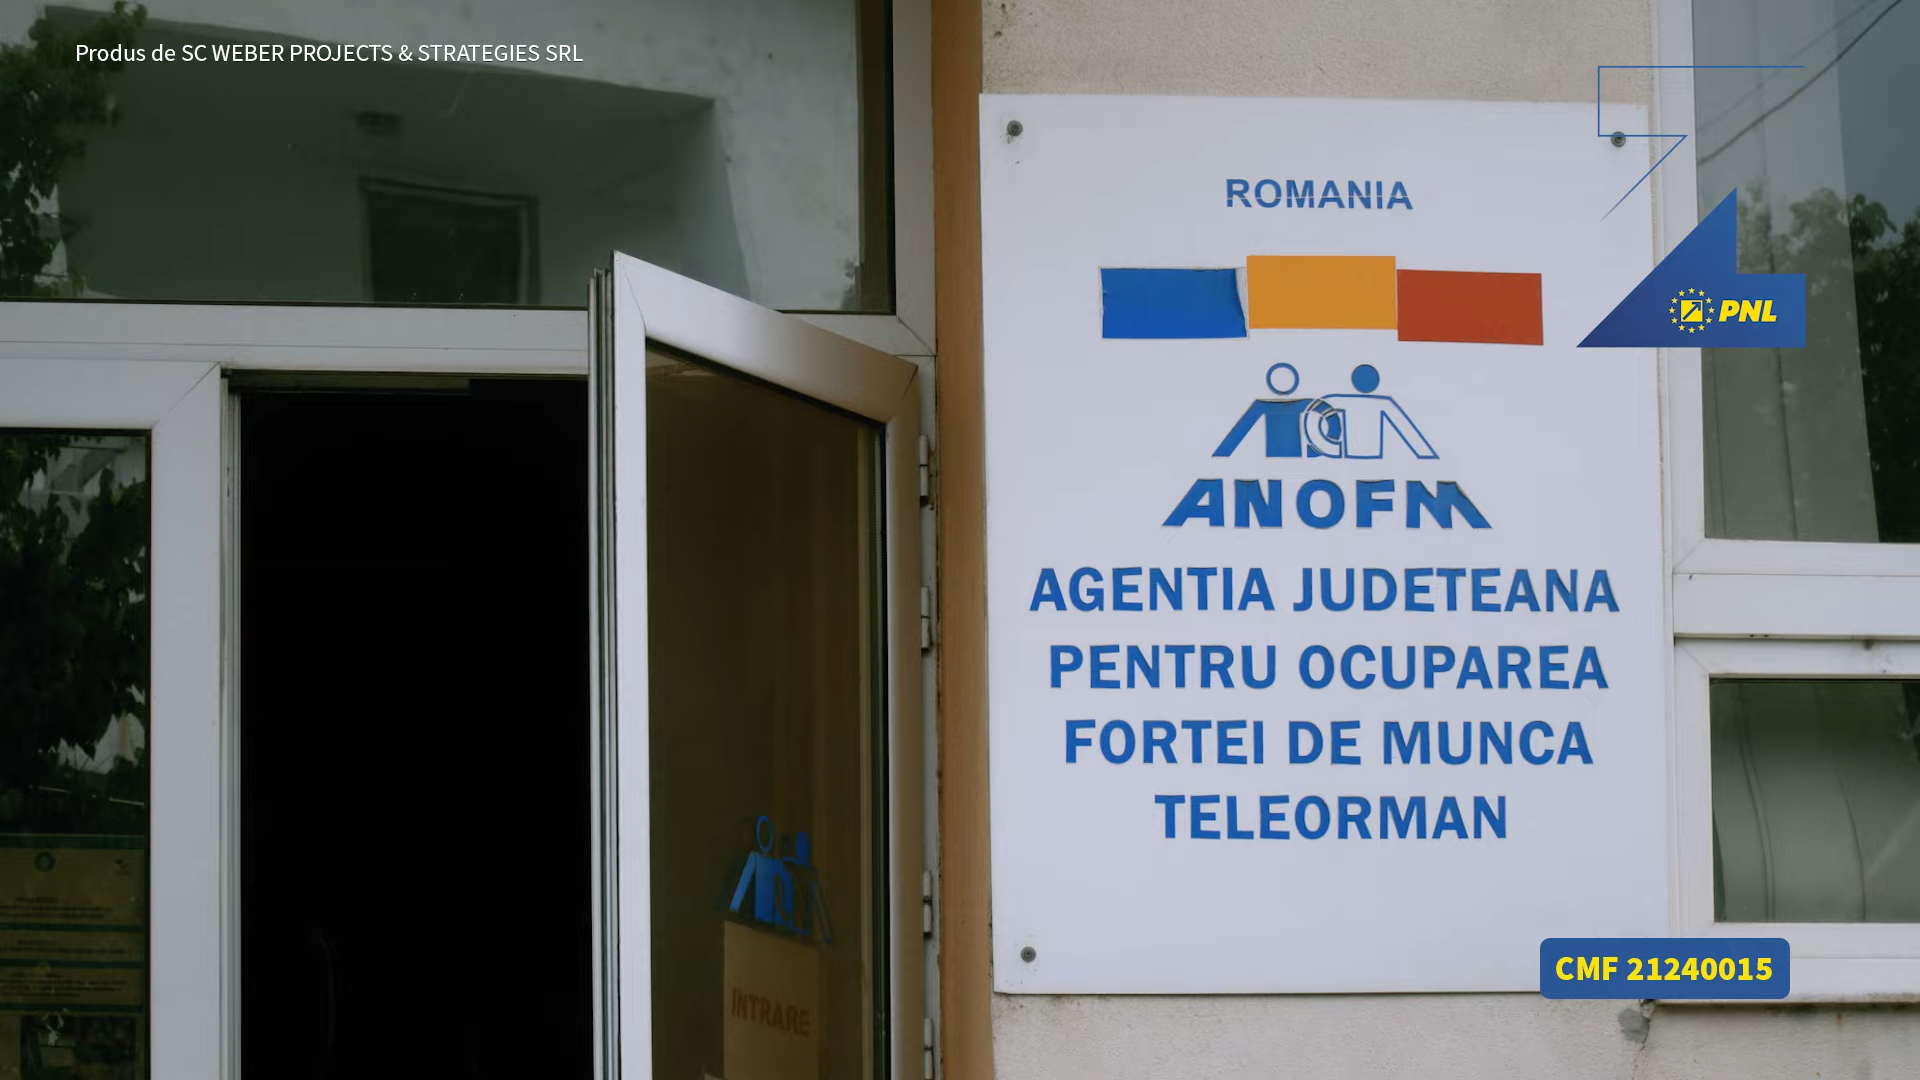 Produs de SC WEBER PROJECTS & STRATEGIES SRL
ROMANIA
PNL
ANOFM
AGENTIA JUDETEANA
PENTRU OCUPAREA
FORTEI DE MUNCA
TELEORMAN
CMF 21240015
INTRARE